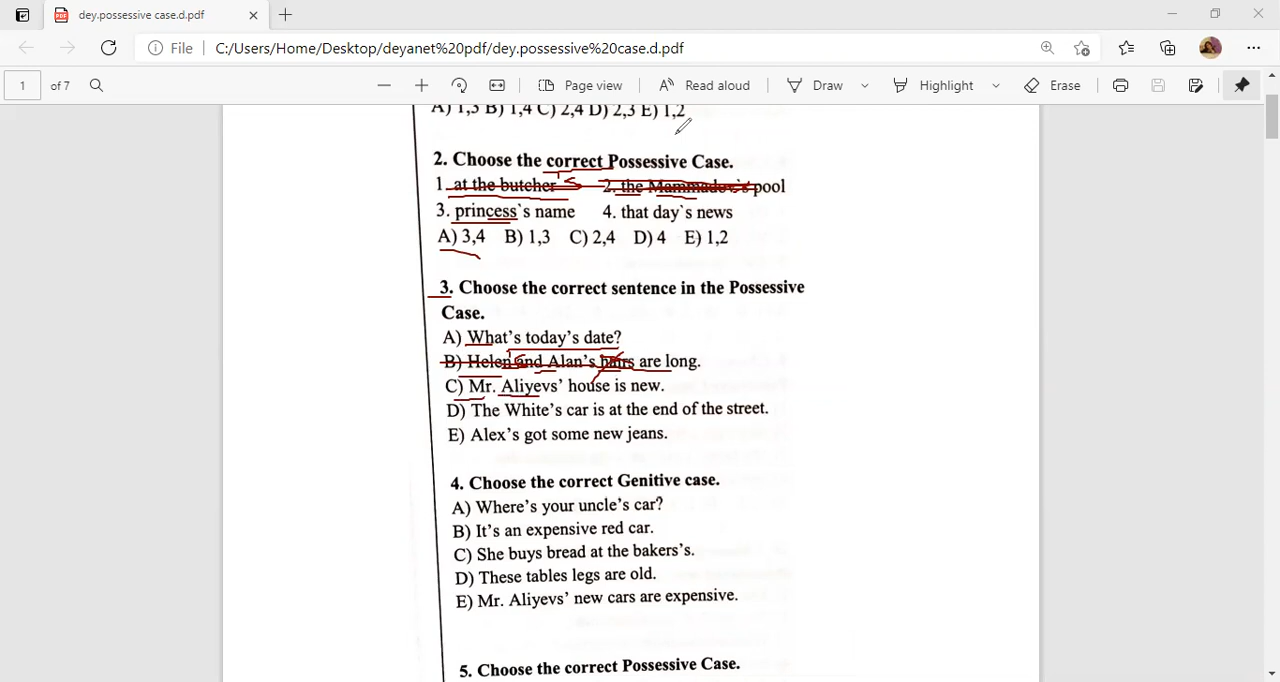 dey.possessive case.d.pdf
File C:/Users/Home/Desktop/deyanet%20pdf/dey.possessive%20case.d.pdf
1 of 7 Page view Read aloud Draw Highlight Erase
A) 1,3 B) 1,4 C) 2,4 D) 2,3 E) 1,2
2. Choose the correct Possessive Case.
1. at the butcher's 2. the Mammadov`s pool
3. princess`s name 4. that day`s news
A) 3,4 B) 1,3 C) 2,4 D) 4 E) 1,2
3. Choose the correct sentence in the Possessive
Case.
A) What's today's date?
B) Helen's and Alan's hairs are long.
C) Mr. Aliyevs' house is new.
D) The White's car is at the end of the street.
E) Alex's got some new jeans.
4. Choose the correct Genitive case.
A) Where's your uncle's car?
B) It's an expensive red car.
C) She buys bread at the bakers's.
D) These tables legs are old.
E) Mr. Aliyevs' new cars are expensive.
5. Choose the correct Possessive Case.